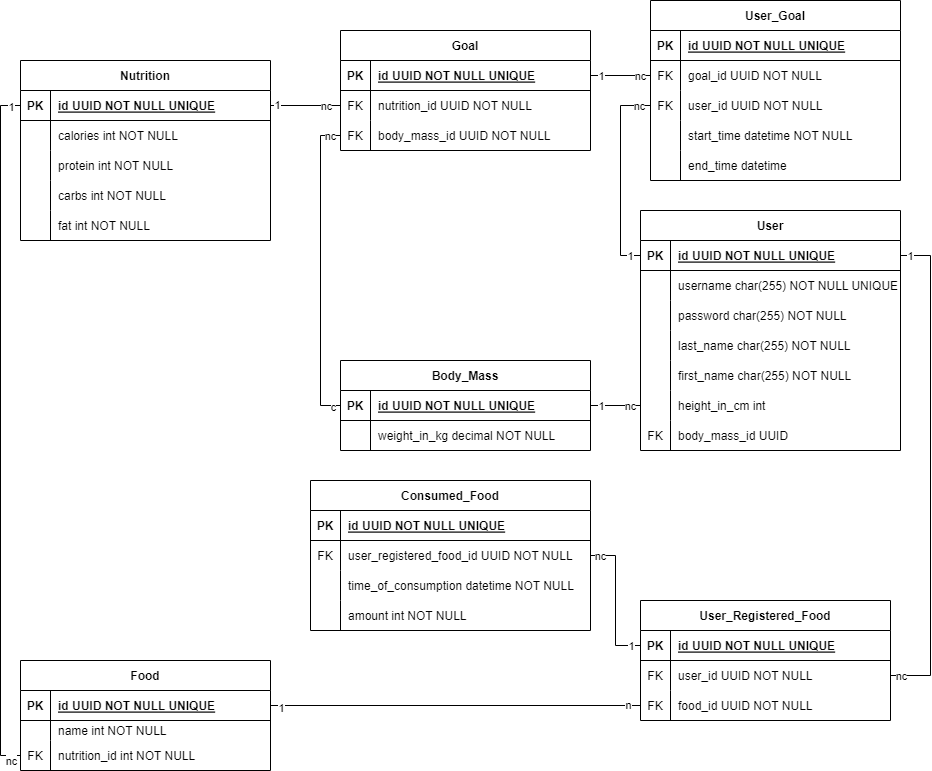 User_Goal
PK id UUID NOT NULL UNIQUE
FK goal_id UUID NOT NULL
FK user_id UUID NOT NULL
start_time datetime NOT NULL
end_time datetime
Goal
PK id UUID NOT NULL UNIQUE
FK nutrition_id UUID NOT NULL
FK body_mass_id UUID NOT NULL
Nutrition
PK id UUID NOT NULL UNIQUE
calories int NOT NULL
protein int NOT NULL
carbs int NOT NULL
fat int NOT NULL
1
1
nc
nc
1
nc
nc
User
PK id UUID NOT NULL UNIQUE
username char(255) NOT NULL UNIQUE
password char(255) NOT NULL
last_name char(255) NOT NULL
first_name char(255) NOT NULL
height_in_cm int
FK body_mass_id UUID
1
1
Body_Mass
PK id UUID NOT NULL UNIQUE
weight_in_kg decimal NOT NULL
c
1
nc
Consumed_Food
PK id UUID NOT NULL UNIQUE
FK user_registered_food_id UUID NOT NULL
time_of_consumption datetime NOT NULL
amount int NOT NULL
nc
User_Registered_Food
PK id UUID NOT NULL UNIQUE
FK user_id UUID NOT NULL
FK food_id UUID NOT NULL
1
nc
n
Food
PK id UUID NOT NULL UNIQUE
name int NOT NULL
FK nutrition_id int NOT NULL
1
nc